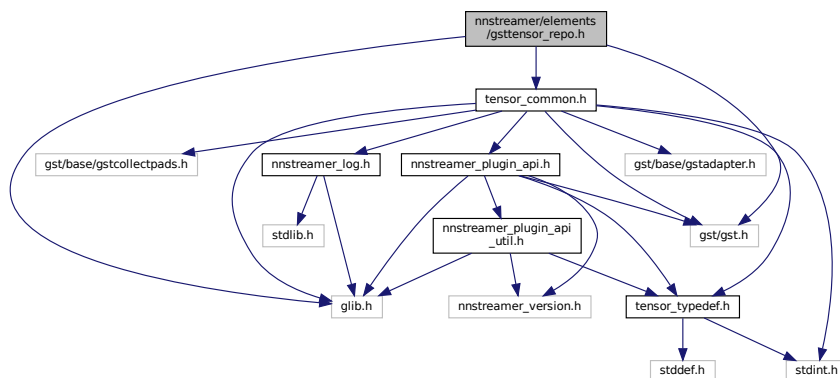 nnstreamer/elements
/gsttensor_repo.h
tensor_common.h
gst/base/gstcollectpads.h
nnstreamer_log.h
nnstreamer_plugin_api.h
gst/base/gstadapter.h
stdlib.h
nnstreamer_plugin_api
_util.h
gst/gst.h
glib.h
nnstreamer_version.h
tensor_typedef.h
stddef.h
stdint.h